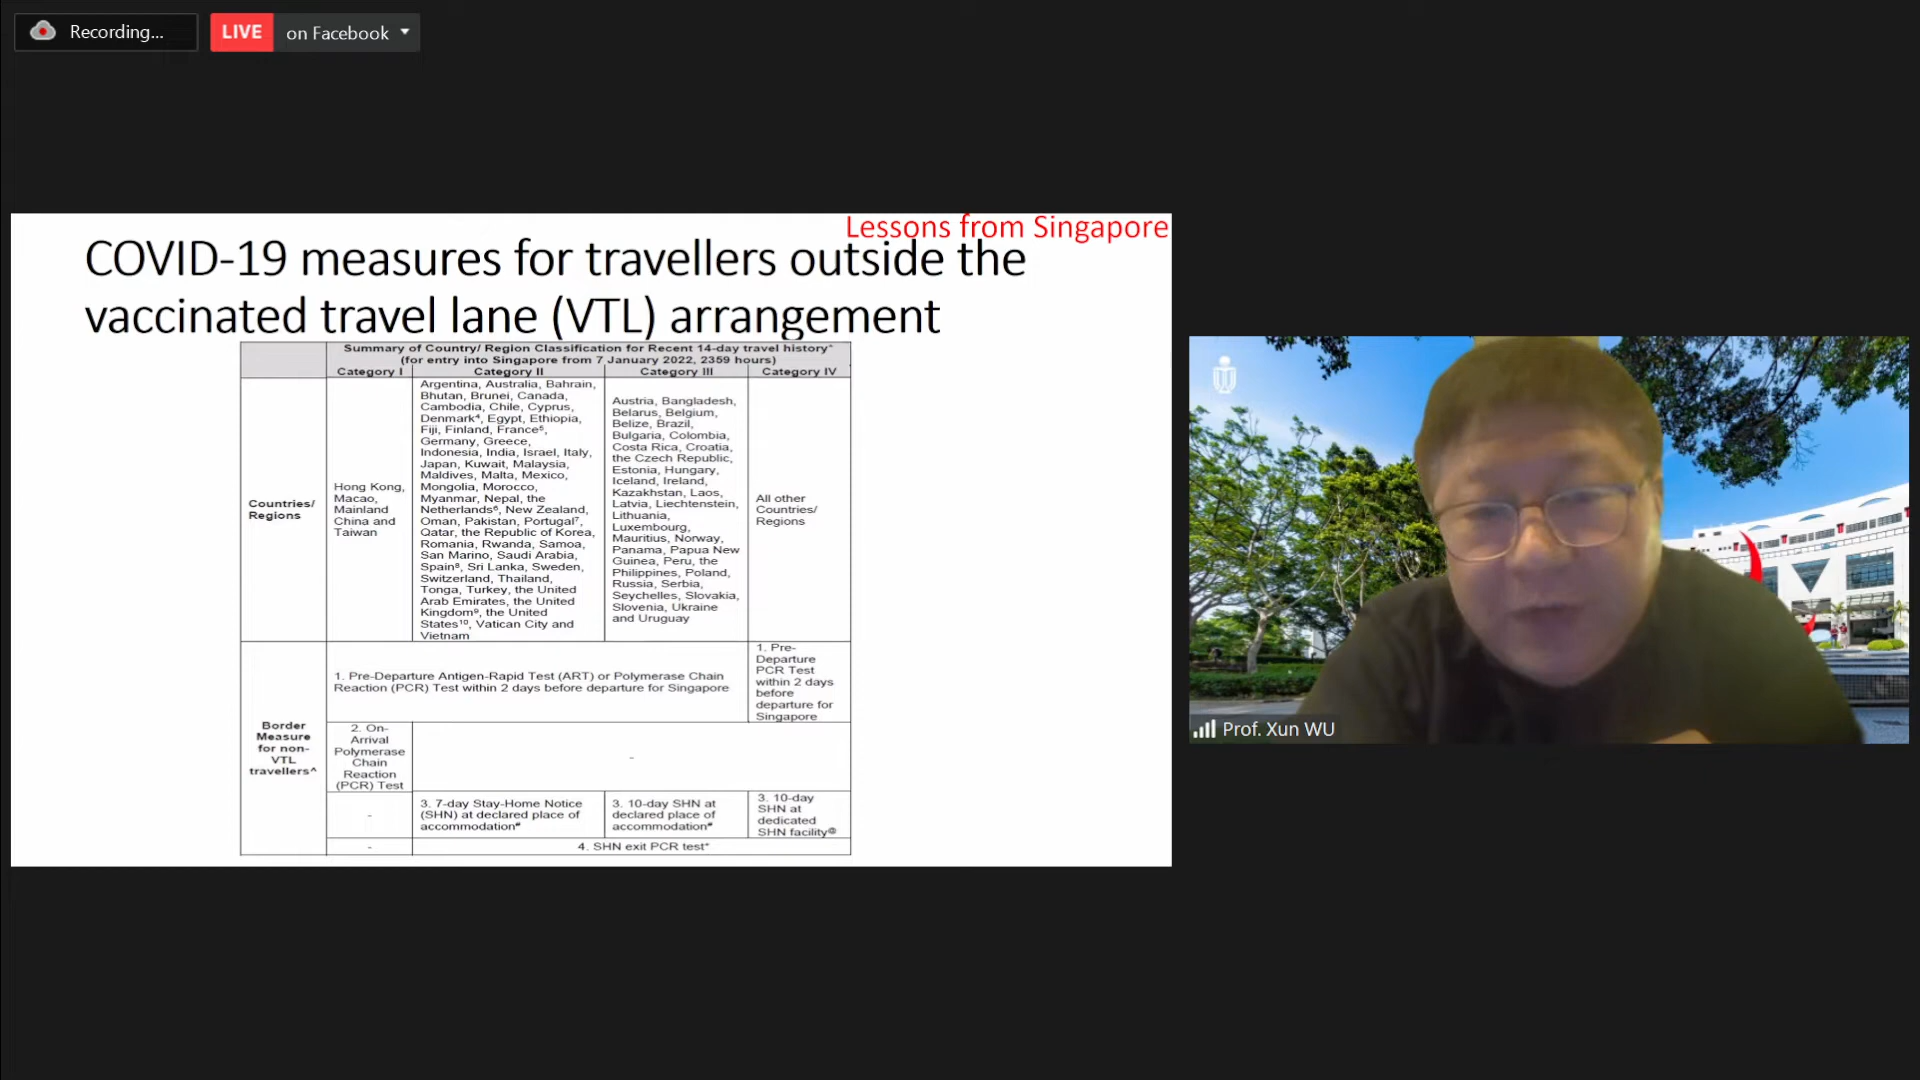 Recording...
LIVE
on Facebook
Lessons from Singapore
COVID-19 measures for travellers outside the
vaccinated travel lane (VTL) arrangement
Summary of Country/ Region Classification for Recent 14-day travel history*
(for entry into Singapore from 7 January 2022, 2359 hours)
Category I
Category II
Category III
Category IV
Countries/
Regions
Hong Kong,
Macao,
Mainland
China and
Taiwan
Argentina, Australia, Bahrain,
Bhutan, Brunei, Canada,
Cambodia, Chile, Cyprus,
Denmark⁴, Egypt, Ethiopia,
Fiji, Finland, France⁵,
Germany, Greece,
Indonesia, India, Israel, Italy,
Japan, Kuwait, Malaysia,
Maldives, Malta, Mexico,
Mongolia, Morocco,
Myanmar, Nepal, the
Netherlands⁶, New Zealand,
Oman, Pakistan, Portugal⁷,
Qatar, the Republic of Korea,
Romania, Rwanda, Samoa,
San Marino, Saudi Arabia,
Spain⁸, Sri Lanka, Sweden,
Switzerland, Thailand,
Tonga, Turkey, the United
Arab Emirates, the United
Kingdom⁹, the United
States¹⁰, Vatican City and
Vietnam
Austria, Bangladesh,
Belarus, Belgium,
Belize, Brazil,
Bulgaria, Colombia,
Costa Rica, Croatia,
the Czech Republic,
Estonia, Hungary,
Iceland, Ireland,
Kazakhstan, Laos,
Latvia, Liechtenstein,
Lithuania,
Luxembourg,
Mauritius, Norway,
Panama, Papua New
Guinea, Peru, the
Philippines, Poland,
Russia, Serbia,
Seychelles, Slovakia,
Slovenia, Ukraine
and Uruguay
All other
Countries/
Regions
Border
Measure
for non-
VTL
travellers^
1. Pre-Departure Antigen-Rapid Test (ART) or Polymerase Chain
Reaction (PCR) Test within 2 days before departure for Singapore
1. Pre-
Departure
PCR Test
within 2 days
before
departure for
Singapore
2. On-
Arrival
Polymerase
Chain
Reaction
(PCR) Test
-
-
3. 7-day Stay-Home Notice
(SHN) at declared place of
accommodation#
3. 10-day SHN at
declared place of
accommodation#
3. 10-day
SHN at
dedicated
SHN facility@
-
4. SHN exit PCR test*
Prof. Xun WU